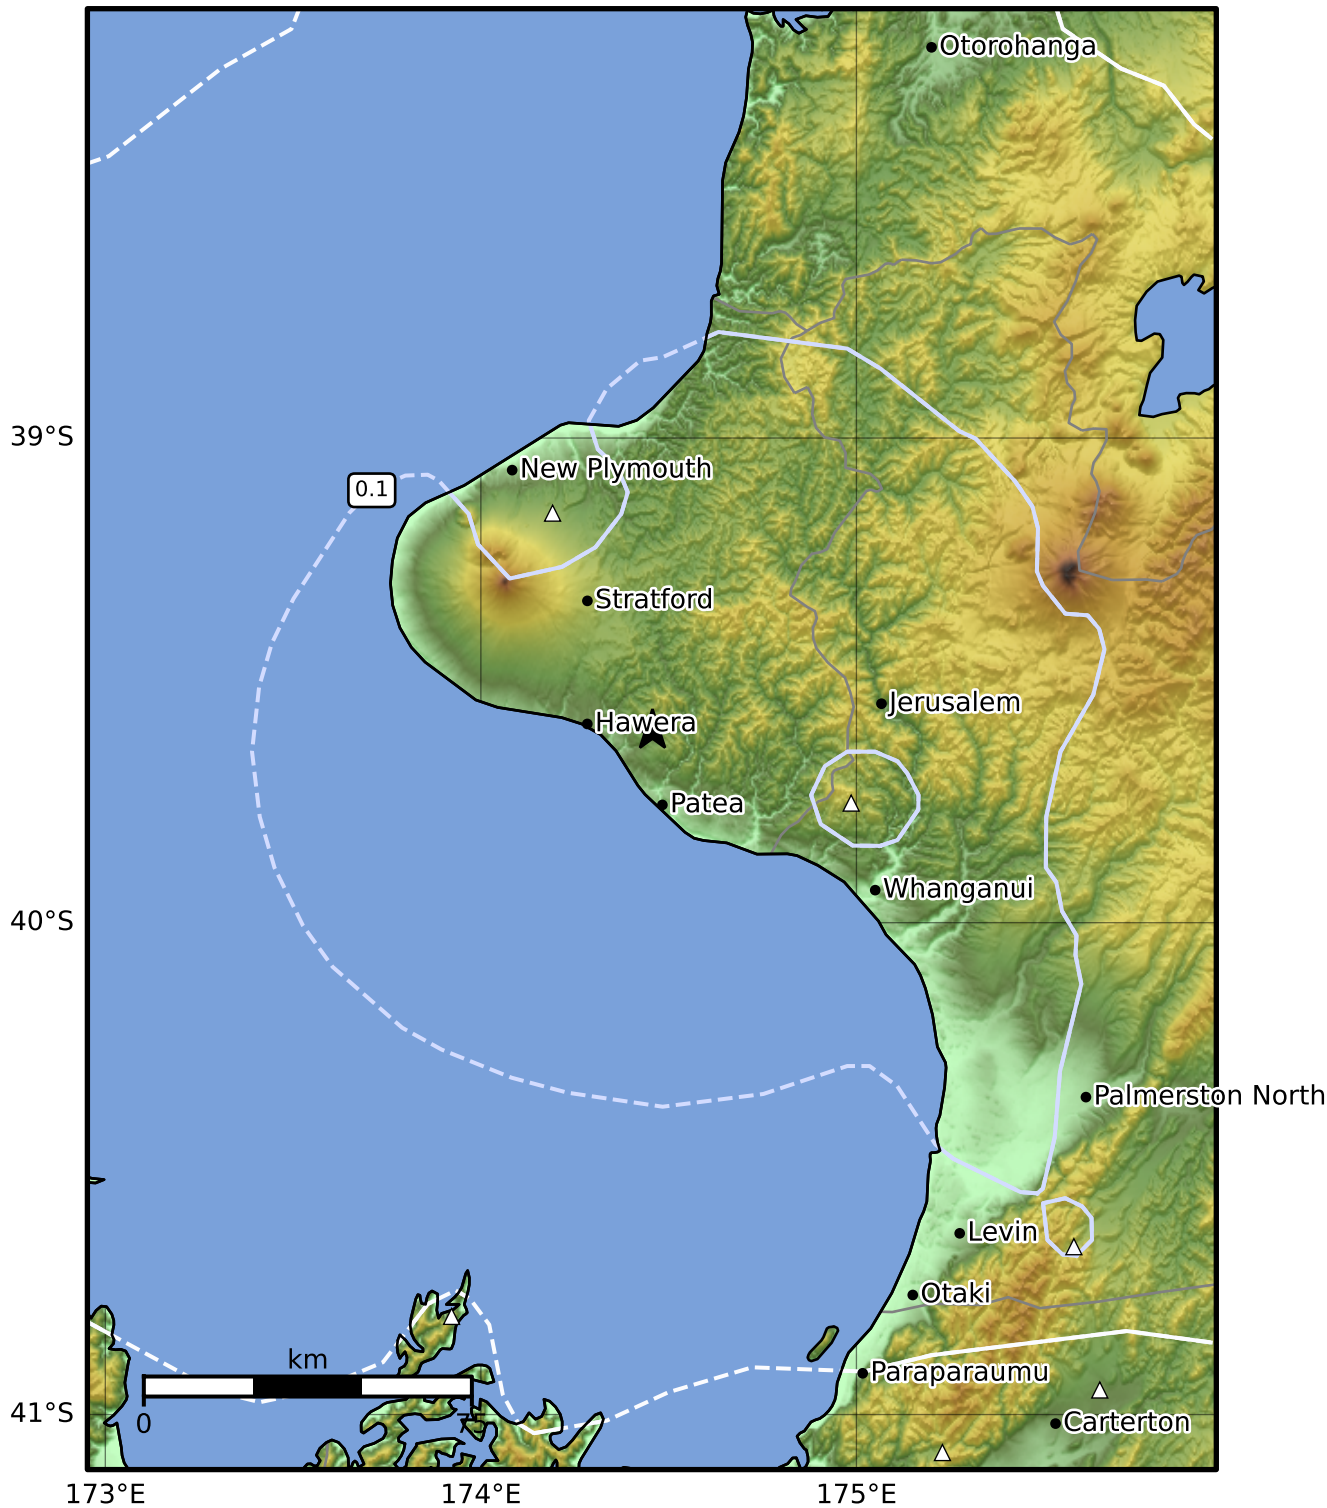 Otorohanga
39°S
New Plymouth
0.1
Stratford
Jerusalem
Hawera
Patea
Whanganui
40°S
Palmerston North
Levin
Otaki
km
Paraparaumu
0
41°S
Carterton
173°E
174°E
175°E